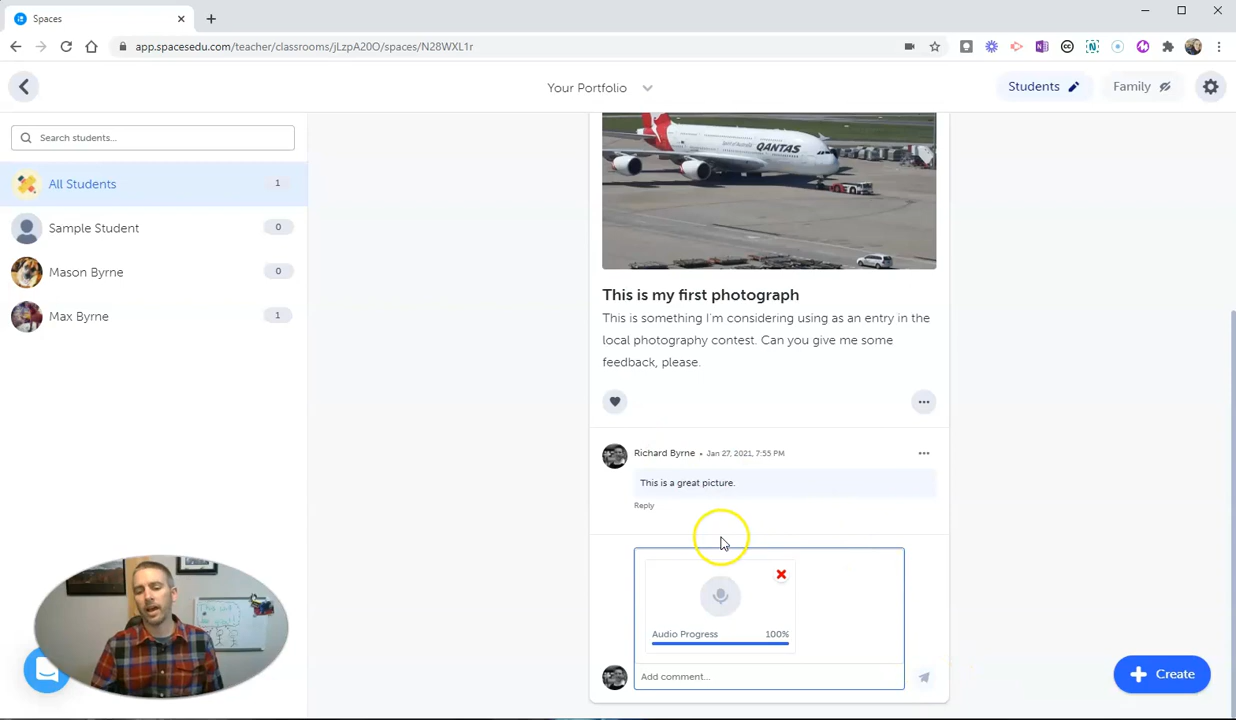 Spaces
app.spacesedu.com/teacher/classrooms/jLzpA20O/spaces/N28WXL1r
Your Portfolio
Students
Family
Search students...
All Students 1
Sample Student 0
Mason Byrne 0
Max Byrne 1
QANTAS
This is my first photograph
This is something I'm considering using as an entry in the
local photography contest. Can you give me some
feedback, please.
Richard Byrne • Jan 27, 2021, 7:55 PM
This is a great picture.
Reply
Audio Progress 100%
Add comment...
Create